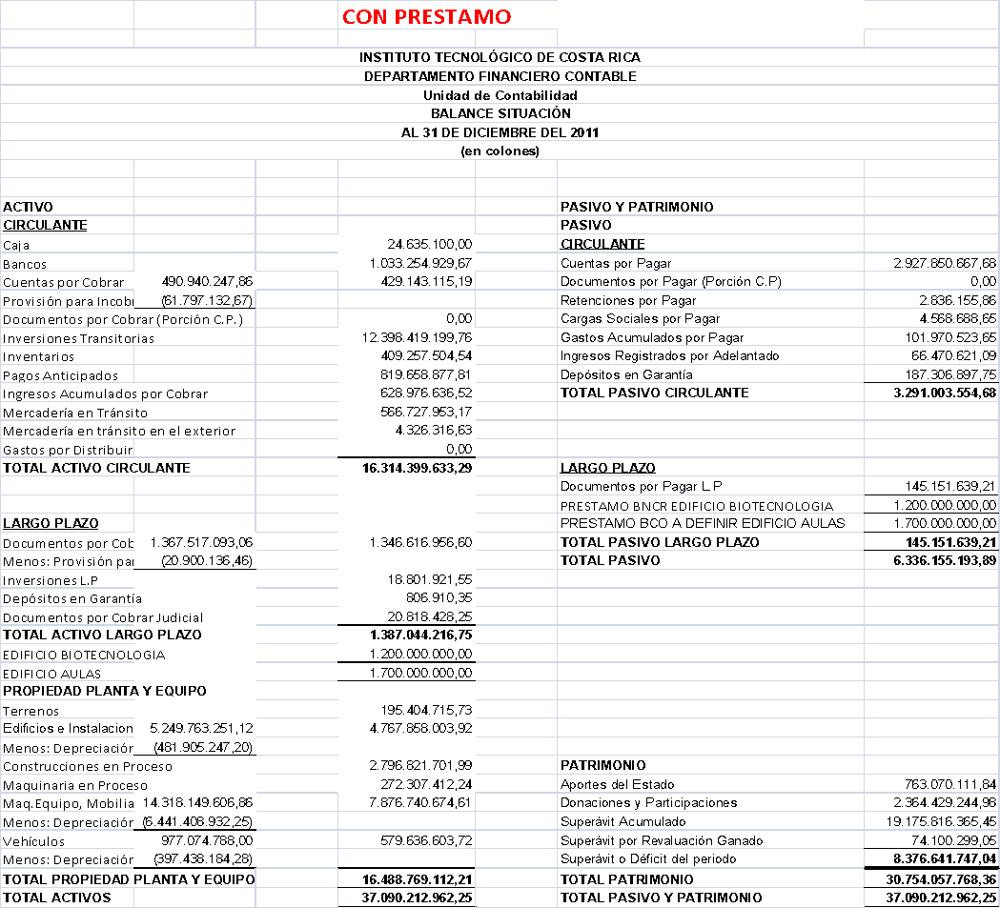 CON PRESTAMO
INSTITUTO TECNOLÓGICO DE COSTA RICA
DEPARTAMENTO FINANCIERO CONTABLE
Unidad de Contabilidad
BALANCE SITUACIÓN
AL 31 DE DICIEMBRE DEL 2011
(en colones)
ACTIVO PASIVO Y PATRIMONIO
CIRCULANTE PASIVO
Caja 24.635.100,00 CIRCULANTE
Bancos 1.033.254.929,67 Cuentas por Pagar 2.927.850.667,68
Cuentas por Cobrar 490.940.247,86 429.143.115,19 Documentos por Pagar (Porción C.P) 0,00
Provisión para Incobi (61.797.132,67) Retenciones por Pagar 2.836.155,86
Documentos por Cobrar (Porción C.P.) 0,00 Cargas Sociales por Pagar 4.568.688,65
Inversiones Transitorias 12.398.419.199,76 Gastos Acumulados por Pagar 101.970.523,65
Inventarios 409.257.504,54 Ingresos Registrados por Adelantado 66.470.621,09
Pagos Anticipados 819.658.877,81 Depósitos en Garantía 187.306.897,75
Ingresos Acumulados por Cobrar 628.976.636,52 TOTAL PASIVO CIRCULANTE 3.291.003.554,68
Mercadería en Tránsito 566.727.953,17
Mercadería en tránsito en el exterior 4.326.316,63
Gastos por Distribuir 0,00
TOTAL ACTIVO CIRCULANTE 16.314.399.633,29 LARGO PLAZO
Documentos por Pagar L.P 145.151.639,21
PRESTAMO BNCR EDIFICIO BIOTECNOLOGIA 1.200.000.000,00
LARGO PLAZO PRESTAMO BCO A DEFINIR EDIFICIO AULAS 1.700.000.000,00
Documentos por Cob 1.367.517.093,06 1.346.616.956,60 TOTAL PASIVO LARGO PLAZO 145.151.639,21
Menos: Provisión pai (20.900.136,46) TOTAL PASIVO 6.336.155.193,89
Inversiones L.P 18.801.921,55
Depósitos en Garantía 806.910,35
Documentos por Cobrar Judicial 20.818.428,25
TOTAL ACTIVO LARGO PLAZO 1.387.044.216,75
EDIFICIO BIOTECNOLOGIA 1.200.000.000,00
EDIFICIO AULAS 1.700.000.000,00
PROPIEDAD PLANTA Y EQUIPO
Terrenos 195.404.715,73
Edificios e Instalacion 5.249.763.251,12 4.767.858.003,92
Menos: Depreciación (481.905.247,20)
Construcciones en Proceso 2.796.821.701,99 PATRIMONIO
Maquinaria en Proceso 272.307.412,24 Aportes del Estado 763.070.111,84
Maq.Equipo, Mobilia 14.318.149.606,86 7.876.740.674,61 Donaciones y Participaciones 2.364.429.244,98
Menos: Depreciación (6.441.408.932,25) Superávit Acumulado 19.175.816.365,45
Vehículos 977.074.788,00 579.636.603,72 Superávit por Revaluación Ganado 74.100.299,05
Menos: Depreciación (397.438.184,28) Superávit o Déficit del periodo 8.376.641.747,04
TOTAL PROPIEDAD PLANTA Y EQUIPO 16.488.769.112,21 TOTAL PATRIMONIO 30.754.057.768,36
TOTAL ACTIVOS 37.090.212.962,25 TOTAL PASIVO Y PATRIMONIO 37.090.212.962,25